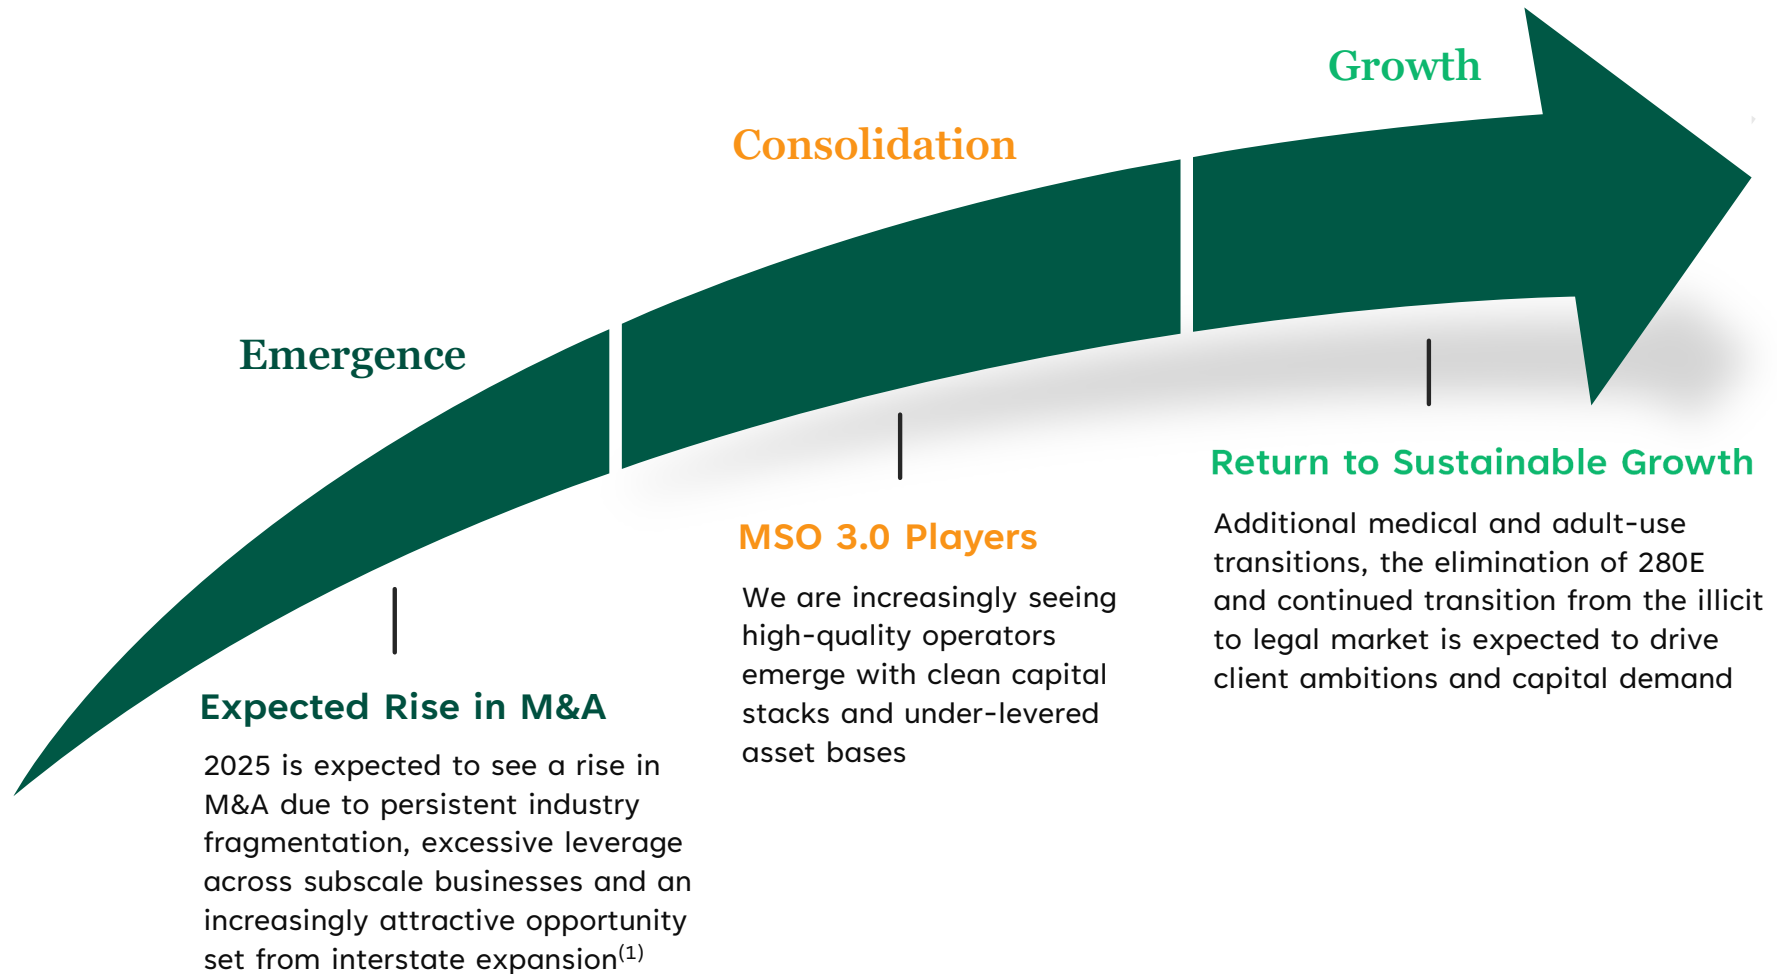 Growth
Consolidation
Emergence
Expected Rise in M&A
2025 is expected to see a rise in
M&A due to persistent industry
fragmentation, excessive leverage
across subscale businesses and an
increasingly attractive opportunity
set from interstate expansion(1)
MSO 3.0 Players
We are increasingly seeing
high-quality operators
emerge with clean capital
stacks and under-levered
asset bases
Return to Sustainable Growth
Additional medical and adult-use
transitions, the elimination of 280E
and continued transition from the illicit
to legal market is expected to drive
client ambitions and capital demand